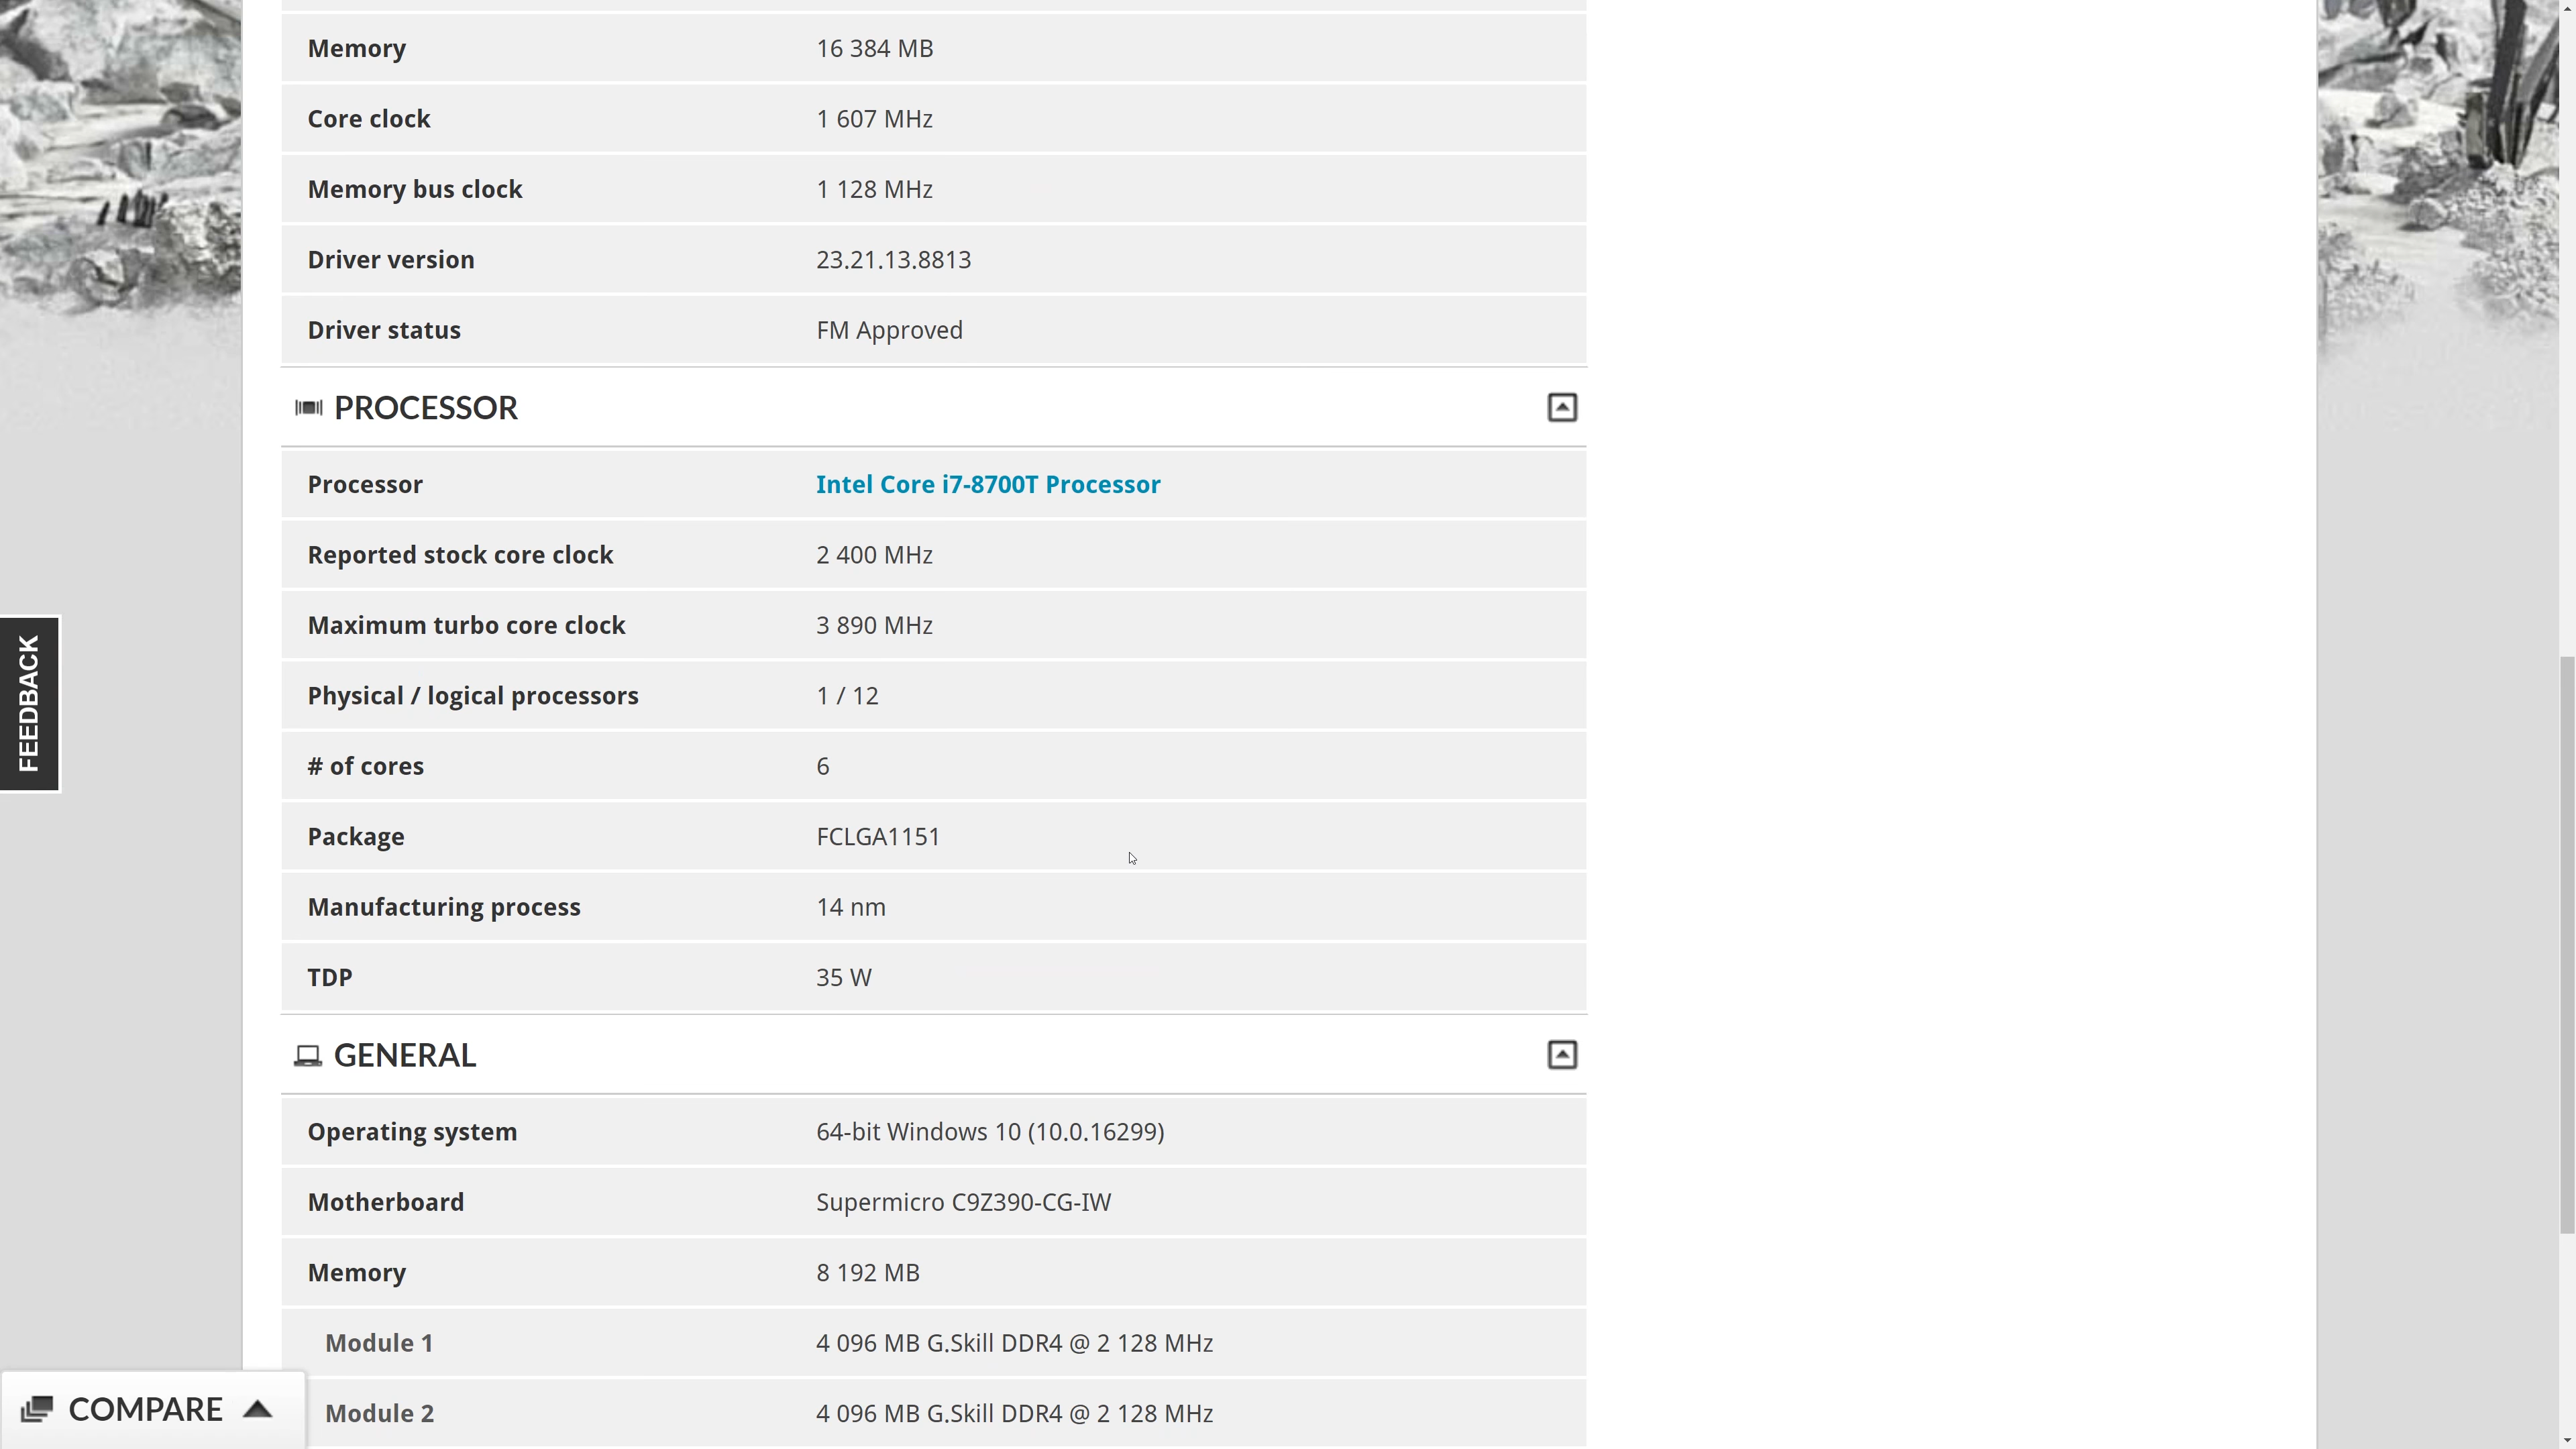 Memory 16 384 MB
Core clock 1 607 MHz
Memory bus clock 1 128 MHz
Driver version 23.21.13.8813
Driver status FM Approved
PROCESSOR
Processor Intel Core i7-8700T Processor
Reported stock core clock 2 400 MHz
Maximum turbo core clock 3 890 MHz
Physical / logical processors 1 / 12
# of cores 6
Package FCLGA1151
Manufacturing process 14 nm
TDP 35 W
GENERAL
Operating system 64-bit Windows 10 (10.0.16299)
Motherboard Supermicro C9Z390-CG-IW
Memory 8 192 MB
Module 1 4 096 MB G.Skill DDR4 @ 2 128 MHz
Module 2 4 096 MB G.Skill DDR4 @ 2 128 MHz
FEEDBACK
COMPARE